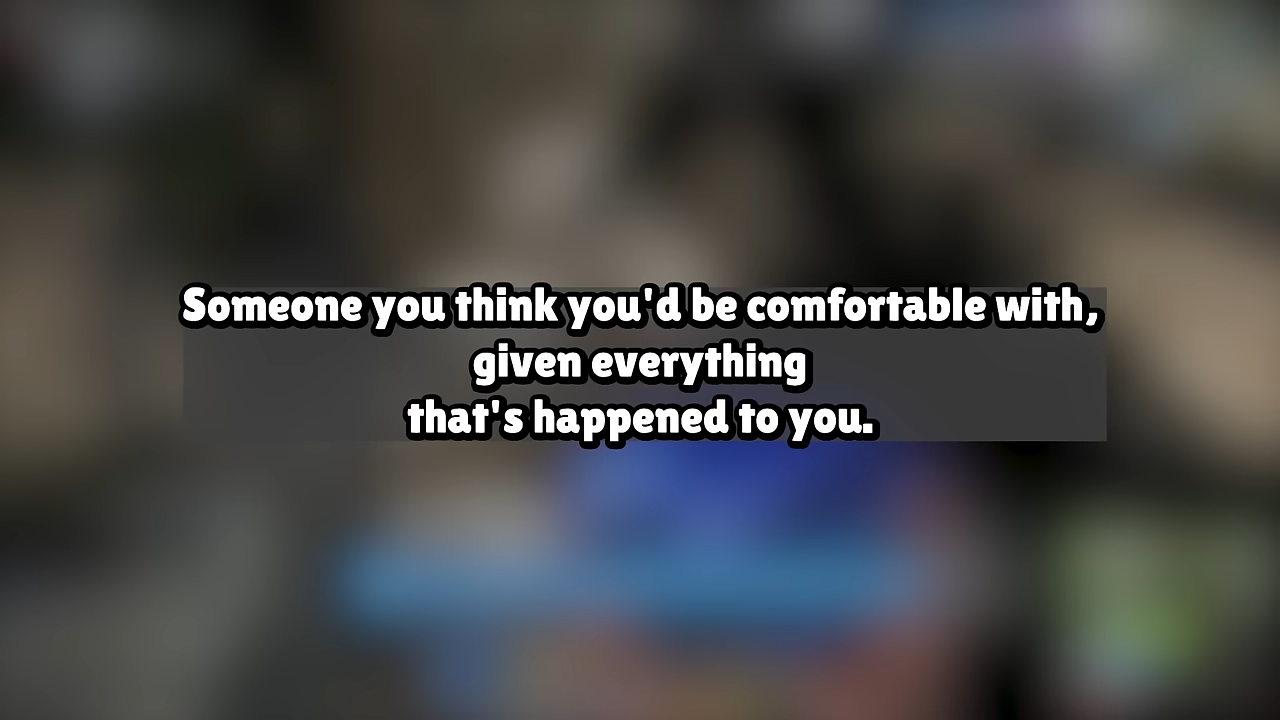 Someone you think you'd be comfortable with,
given everything
that's happened to you.